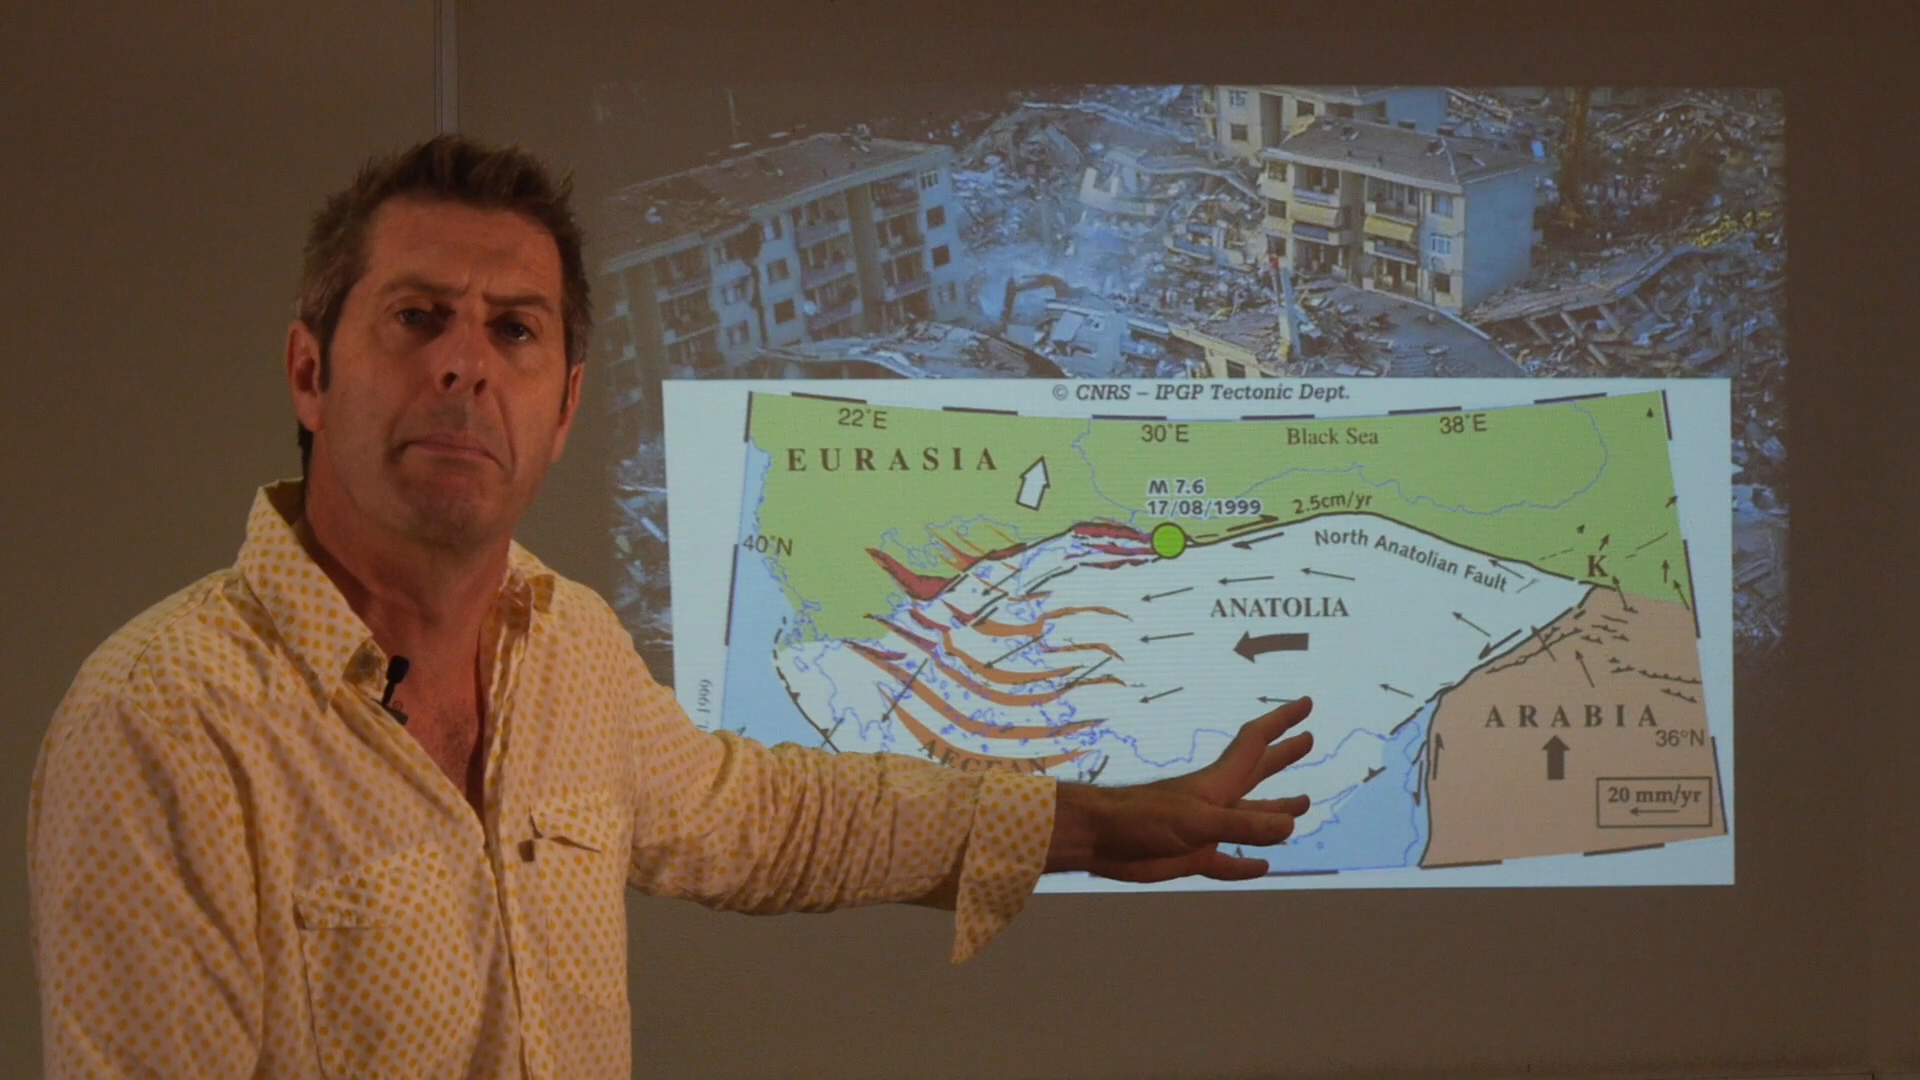 © CNRS – IPGP Tectonic Dept.
22°E
30°E
Black Sea
38°E
EURASIA
M 7.6
17/08/1999
2.5cm/yr
40°N
North Anatolian Fault
K
ANATOLIA
1999
ARABIA
36°N
AEGEAN
20 mm/yr